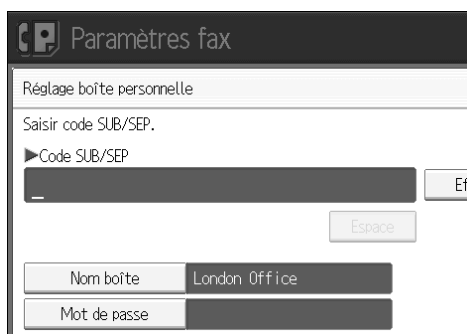 Paramètres fax
Réglage boîte personnelle
Saisir code SUB/SEP.
▶Code SUB/SEP
_
Ef
Espace
Nom boîte London Office
Mot de passe